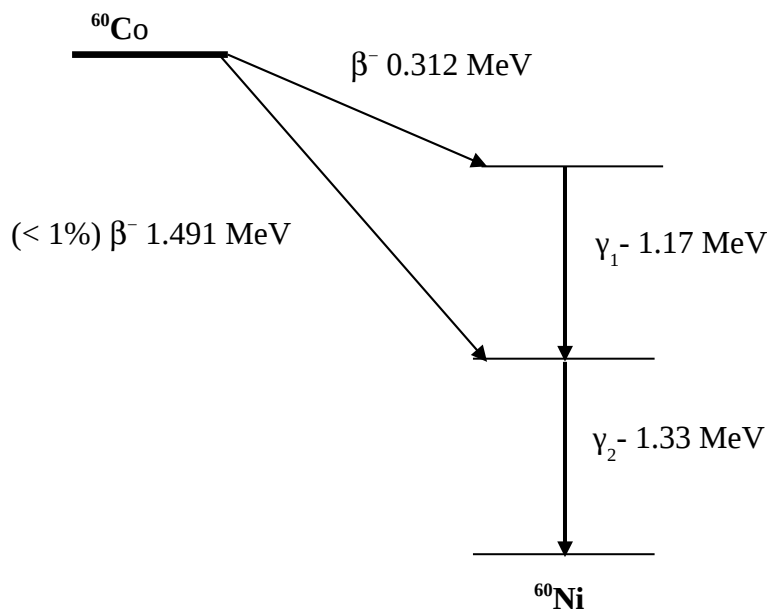 ⁶⁰Co
β⁻ 0.312 MeV
(< 1%) β⁻ 1.491 MeV
γ₁- 1.17 MeV
γ₂- 1.33 MeV
⁶⁰Ni